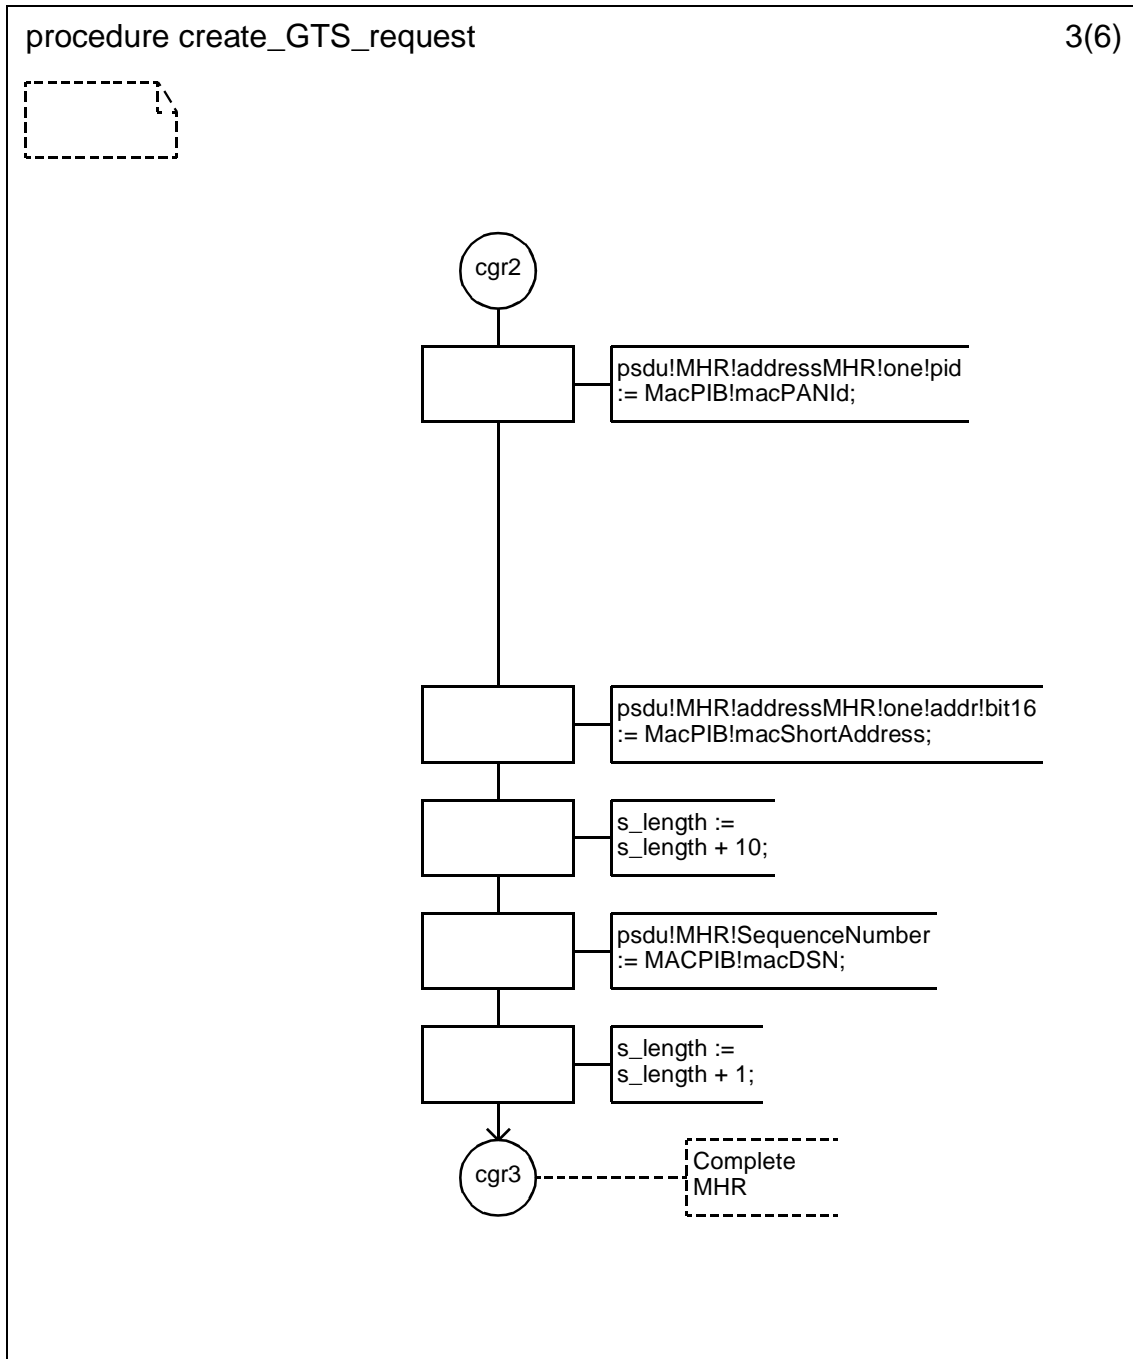 procedure create_GTS_request 3(6)
cgr2
psdu!MHR!addressMHR!one!pid
:= MacPIB!macPANId;
psdu!MHR!addressMHR!one!addr!bit16
:= MacPIB!macShortAddress;
s_length :=
s_length + 10;
psdu!MHR!SequenceNumber
:= MACPIB!macDSN;
s_length :=
s_length + 1;
cgr3
Complete
MHR